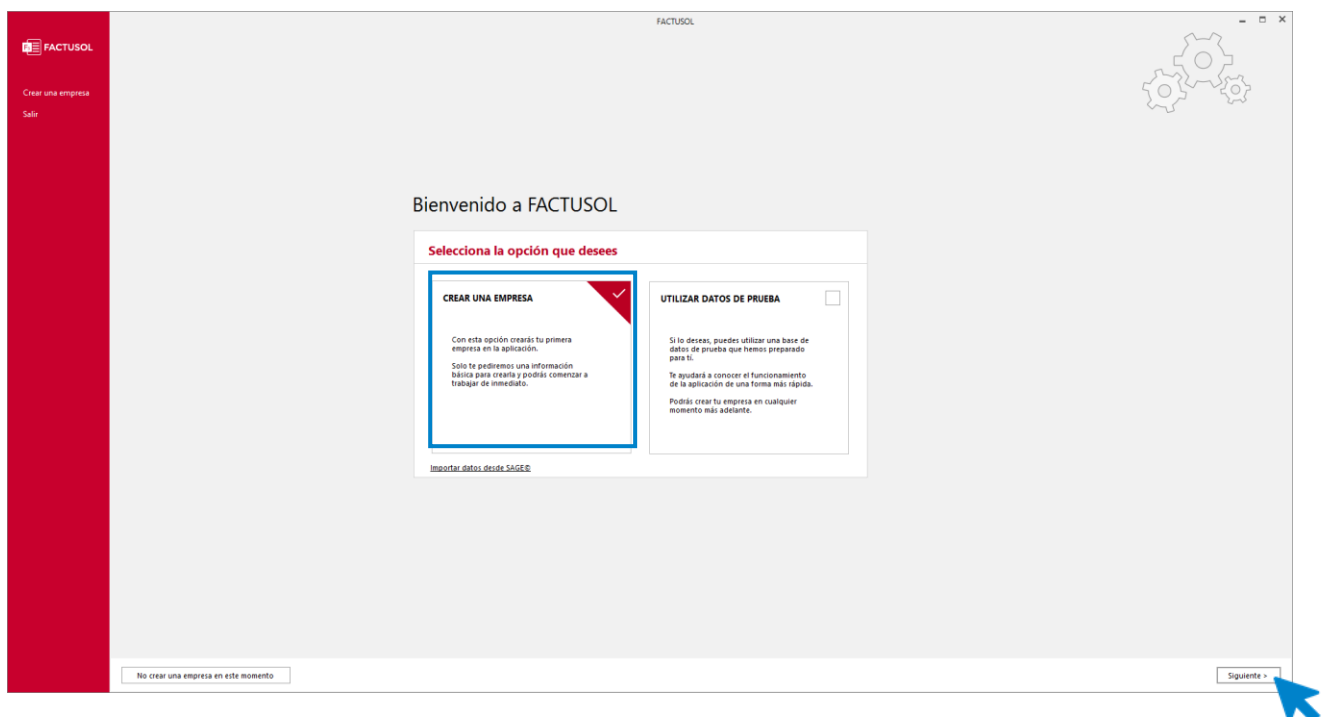 FACTUSOL
FACTUSOL
Crear una empresa
Salir
Bienvenido a FACTUSOL
Selecciona la opción que desees
CREAR UNA EMPRESA
Con esta opción crearás tu primera
empresa en la aplicación.
Solo te pediremos una información
básica para crearla y podrás comenzar a
trabajar de inmediato.
UTILIZAR DATOS DE PRUEBA
Si lo deseas, puedes utilizar una base de
datos de prueba que hemos preparado
para tí.
Te ayudará a conocer el funcionamiento
de la aplicación de una forma más rápida.
Podrás crear tu empresa en cualquier
momento más adelante.
Importar datos desde SAGE©
No crear una empresa en este momento
Siguiente >